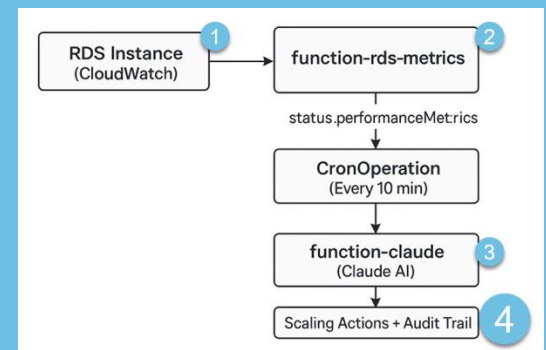 RDS Instance
(CloudWatch)
1
function-rds-metrics
2
status.performanceMet:rics
CronOperation
(Every 10 min)
function-claude
(Claude AI)
3
Scaling Actions + Audit Trail
4